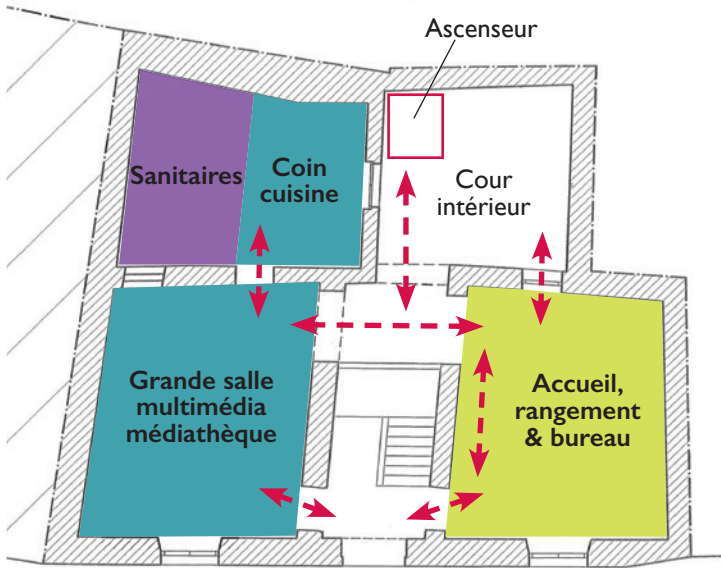 Ascenseur
Sanitaires
Coin
cuisine
Cour
intérieur
Grande salle
multimédia
médiathèque
Accueil,
rangement
& bureau